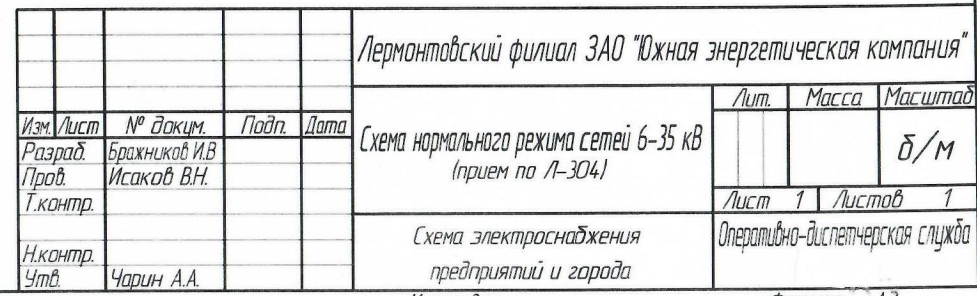 Лермонтовский филиал ЗАО "Южная энергетическая компания"
Лит. Масса Масштаб
Изм. Лист № докум. Подп. Дата
Схема нормального режима сетей 6-35 кВ
(прием по Л-304)
б/м
Разраб. Бражников И.В
Пров. Исаков В.Н.
Т.контр.
Лист 1 Листов 1
Схема электроснабжения
предприятий и города
Оперативно-диспетчерская служба
Н.контр.
Утв. Чарин А.А.